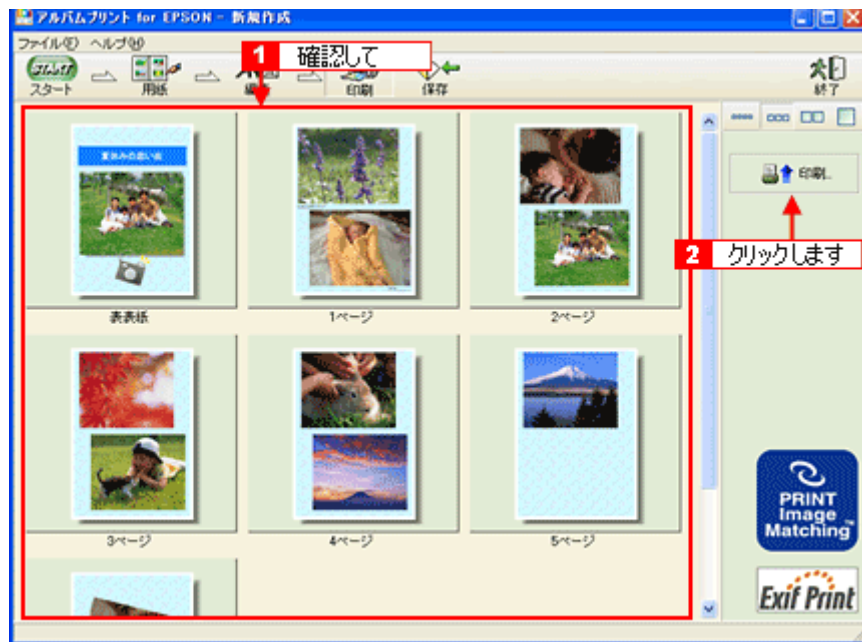 アルバムプリント for EPSON - 新規作成
ファイル(F) ヘルプ(H)
1 確認して
START
スタート
用紙
印刷
保存
終了
夏休みの思い出
印刷...
2 クリックします
表表紙
1ページ
2ページ
3ページ
4ページ
5ページ
PRINT
Image
Matching™
Exif Print